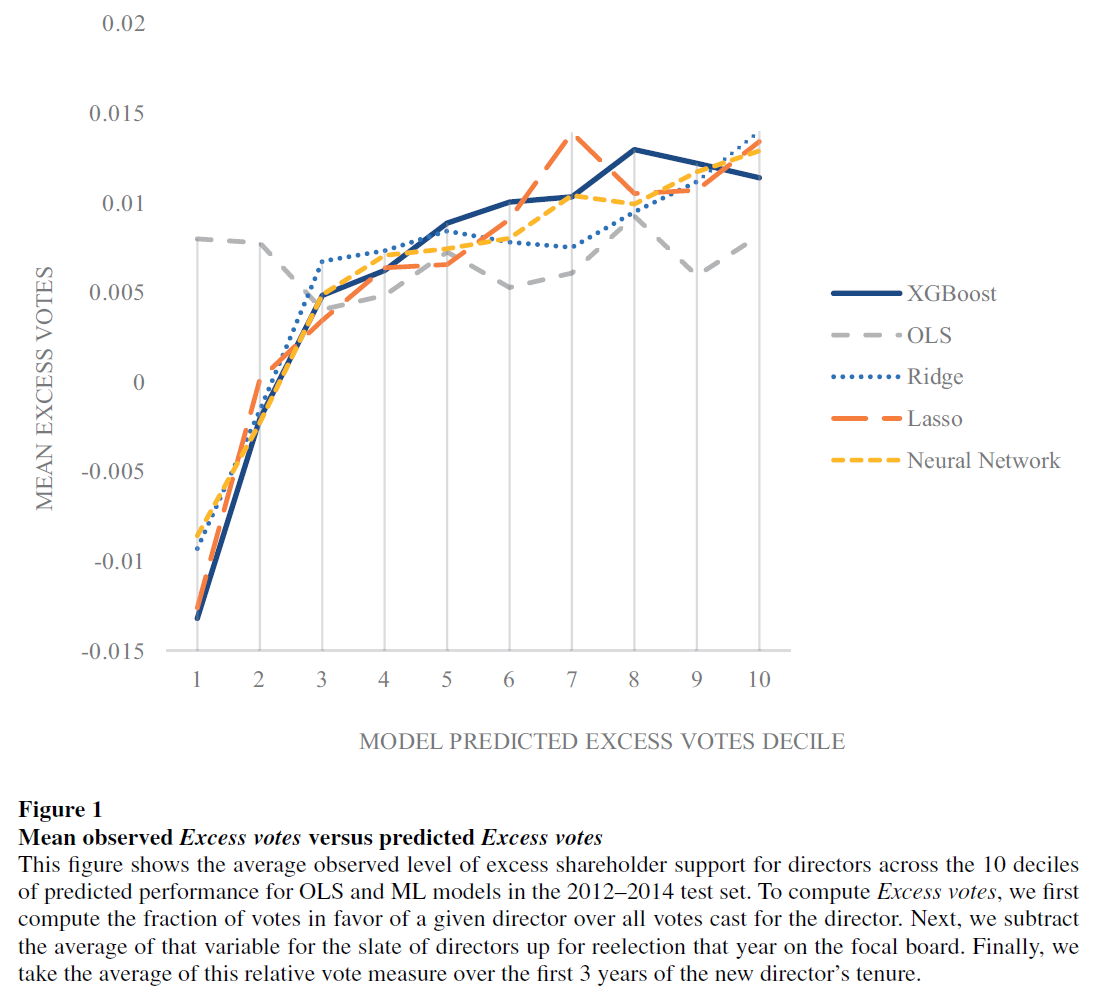 0.02
0.015
0.01
0.005
0
-0.005
-0.01
-0.015
MEAN EXCESS VOTES
1 2 3 4 5 6 7 8 9 10
MODEL PREDICTED EXCESS VOTES DECILE
XGBoost
OLS
Ridge
Lasso
Neural Network
Figure 1
Mean observed Excess votes versus predicted Excess votes
This figure shows the average observed level of excess shareholder support for directors across the 10 deciles
of predicted performance for OLS and ML models in the 2012–2014 test set. To compute Excess votes, we first
compute the fraction of votes in favor of a given director over all votes cast for the director. Next, we subtract
the average of that variable for the slate of directors up for reelection that year on the focal board. Finally, we
take the average of this relative vote measure over the first 3 years of the new director’s tenure.